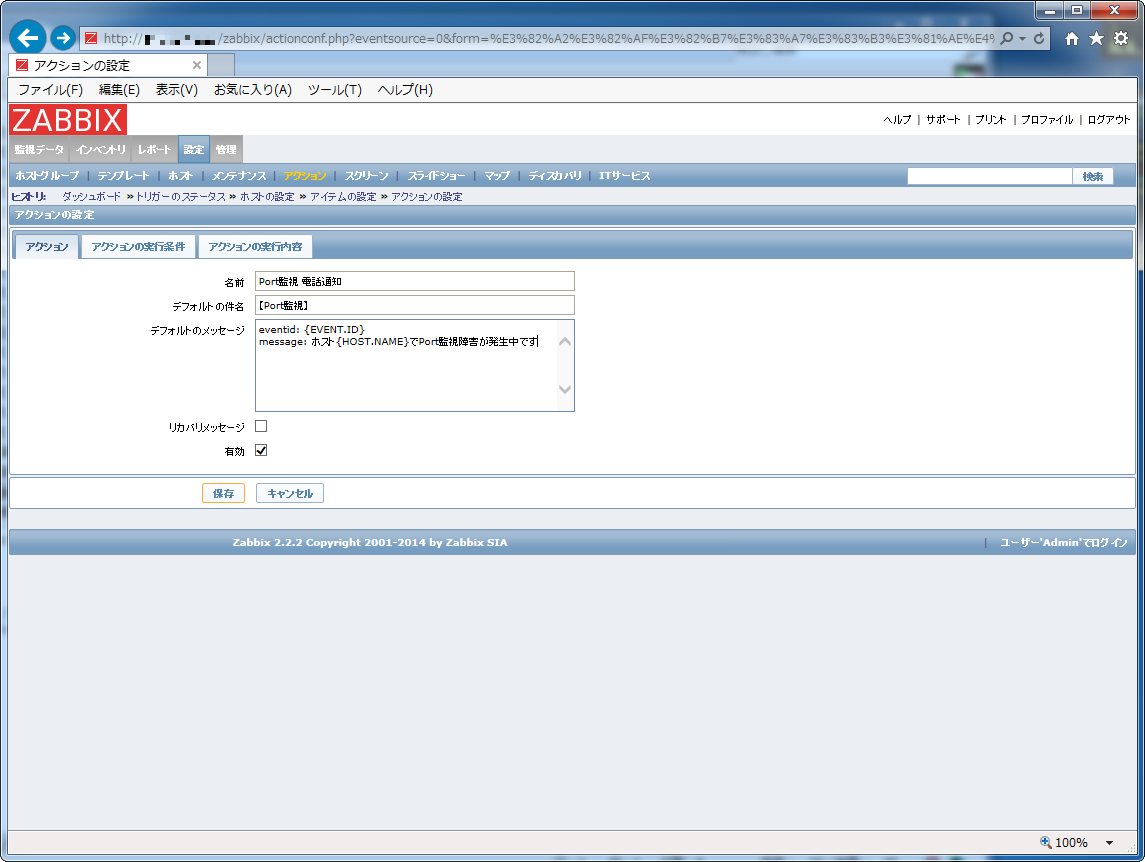 http:// /zabbix/actionconf.php?eventsource=0&form=%E3%82%A2%E3%82%AF%E3%82%B7%E3%83%A7%E3%83%B3%E3%81%AE%E4%
アクションの設定
ファイル(F) 編集(E) 表示(V) お気に入り(A) ツール(T) ヘルプ(H)
ZABBIX
ヘルプ | サポート | プリント | プロファイル | ログアウト
監視データ インベントリ レポート 設定 管理
ホストグループ | テンプレート | ホスト | メンテナンス | アクション | スクリーン | スライドショー | マップ | ディスカバリ | ITサービス 検索
ヒストリ: ダッシュボード »トリガーのステータス » ホストの設定 » アイテムの設定 » アクションの設定
アクションの設定
アクション アクションの実行条件 アクションの実行内容
名前 Port監視 電話通知
デフォルトの件名 【Port監視】
デフォルトのメッセージ eventid: {EVENT.ID}
message: ホスト{HOST.NAME}でPort監視障害が発生中です
リカバリメッセージ
有効
保存 キャンセル
Zabbix 2.2.2 Copyright 2001-2014 by Zabbix SIA | ユーザー'Admin'でログイン
100%